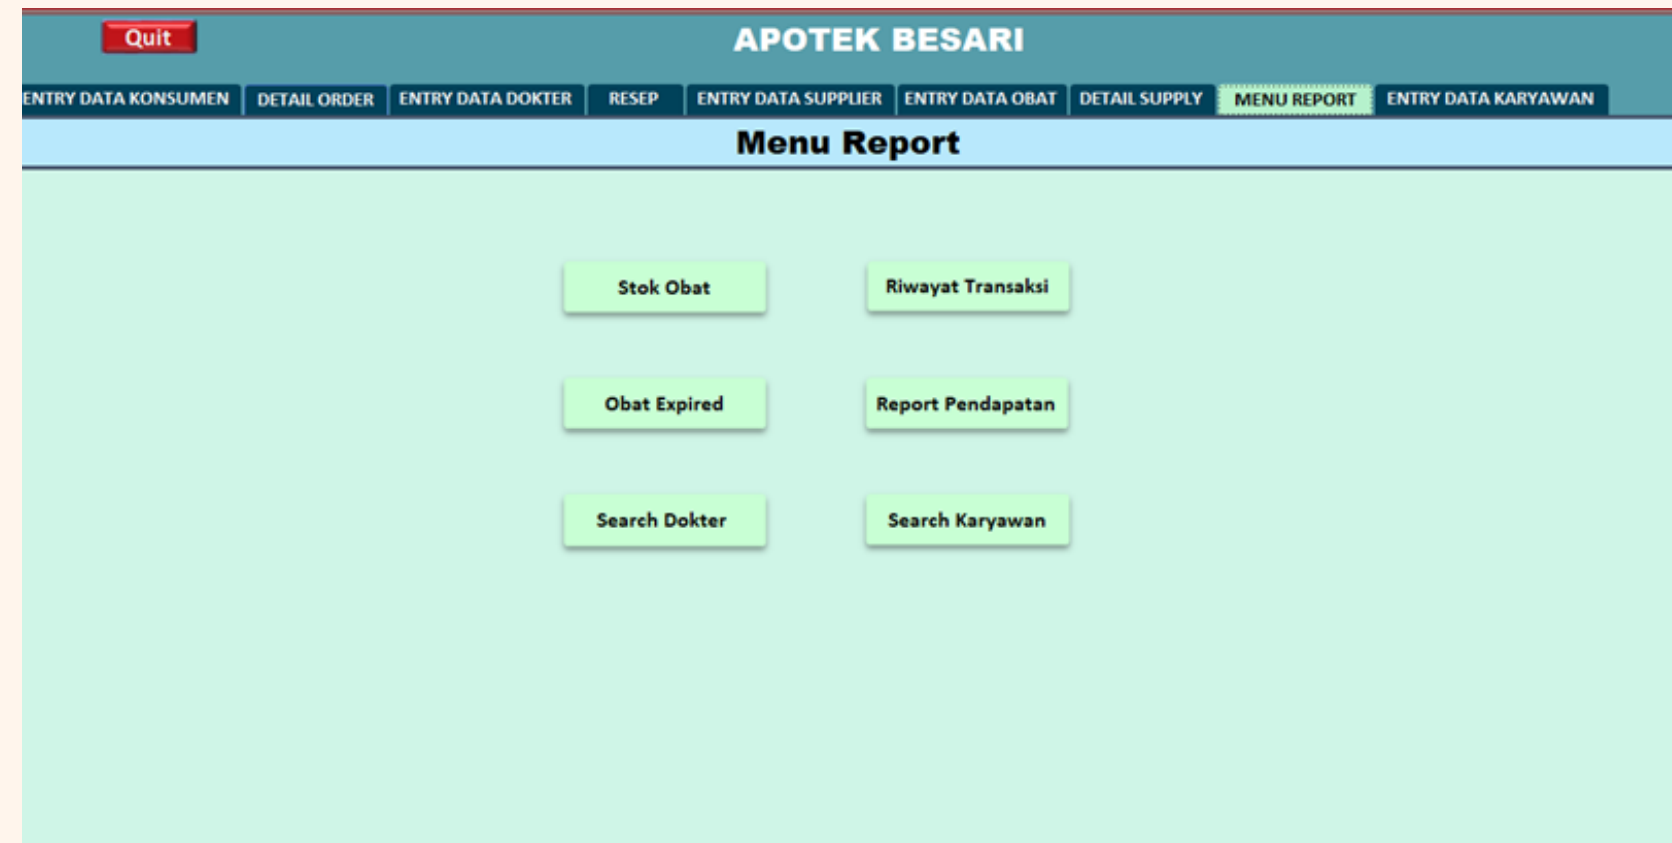 Quit
APOTEK BESARI
ENTRY DATA KONSUMEN DETAIL ORDER ENTRY DATA DOKTER RESEP ENTRY DATA SUPPLIER ENTRY DATA OBAT DETAIL SUPPLY MENU REPORT ENTRY DATA KARYAWAN
Menu Report
Stok Obat Riwayat Transaksi
Obat Expired Report Pendapatan
Search Dokter Search Karyawan